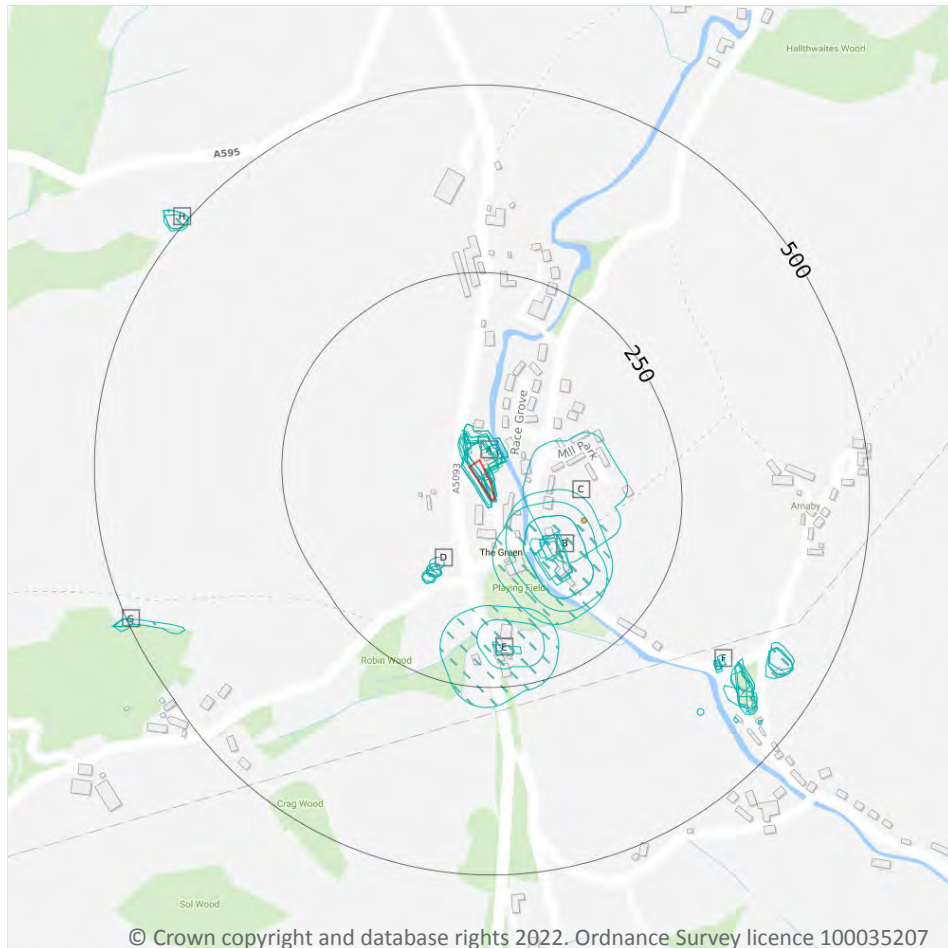 Hallthwaites Wood
A595
H
500
250
Race Grove
A5093
Mill Park
C
Arnaby
B
The Green
D
Playing Field
G
E
F
Robin Wood
Crag Wood
Sol Wood
© Crown copyright and database rights 2022. Ordnance Survey licence 100035207